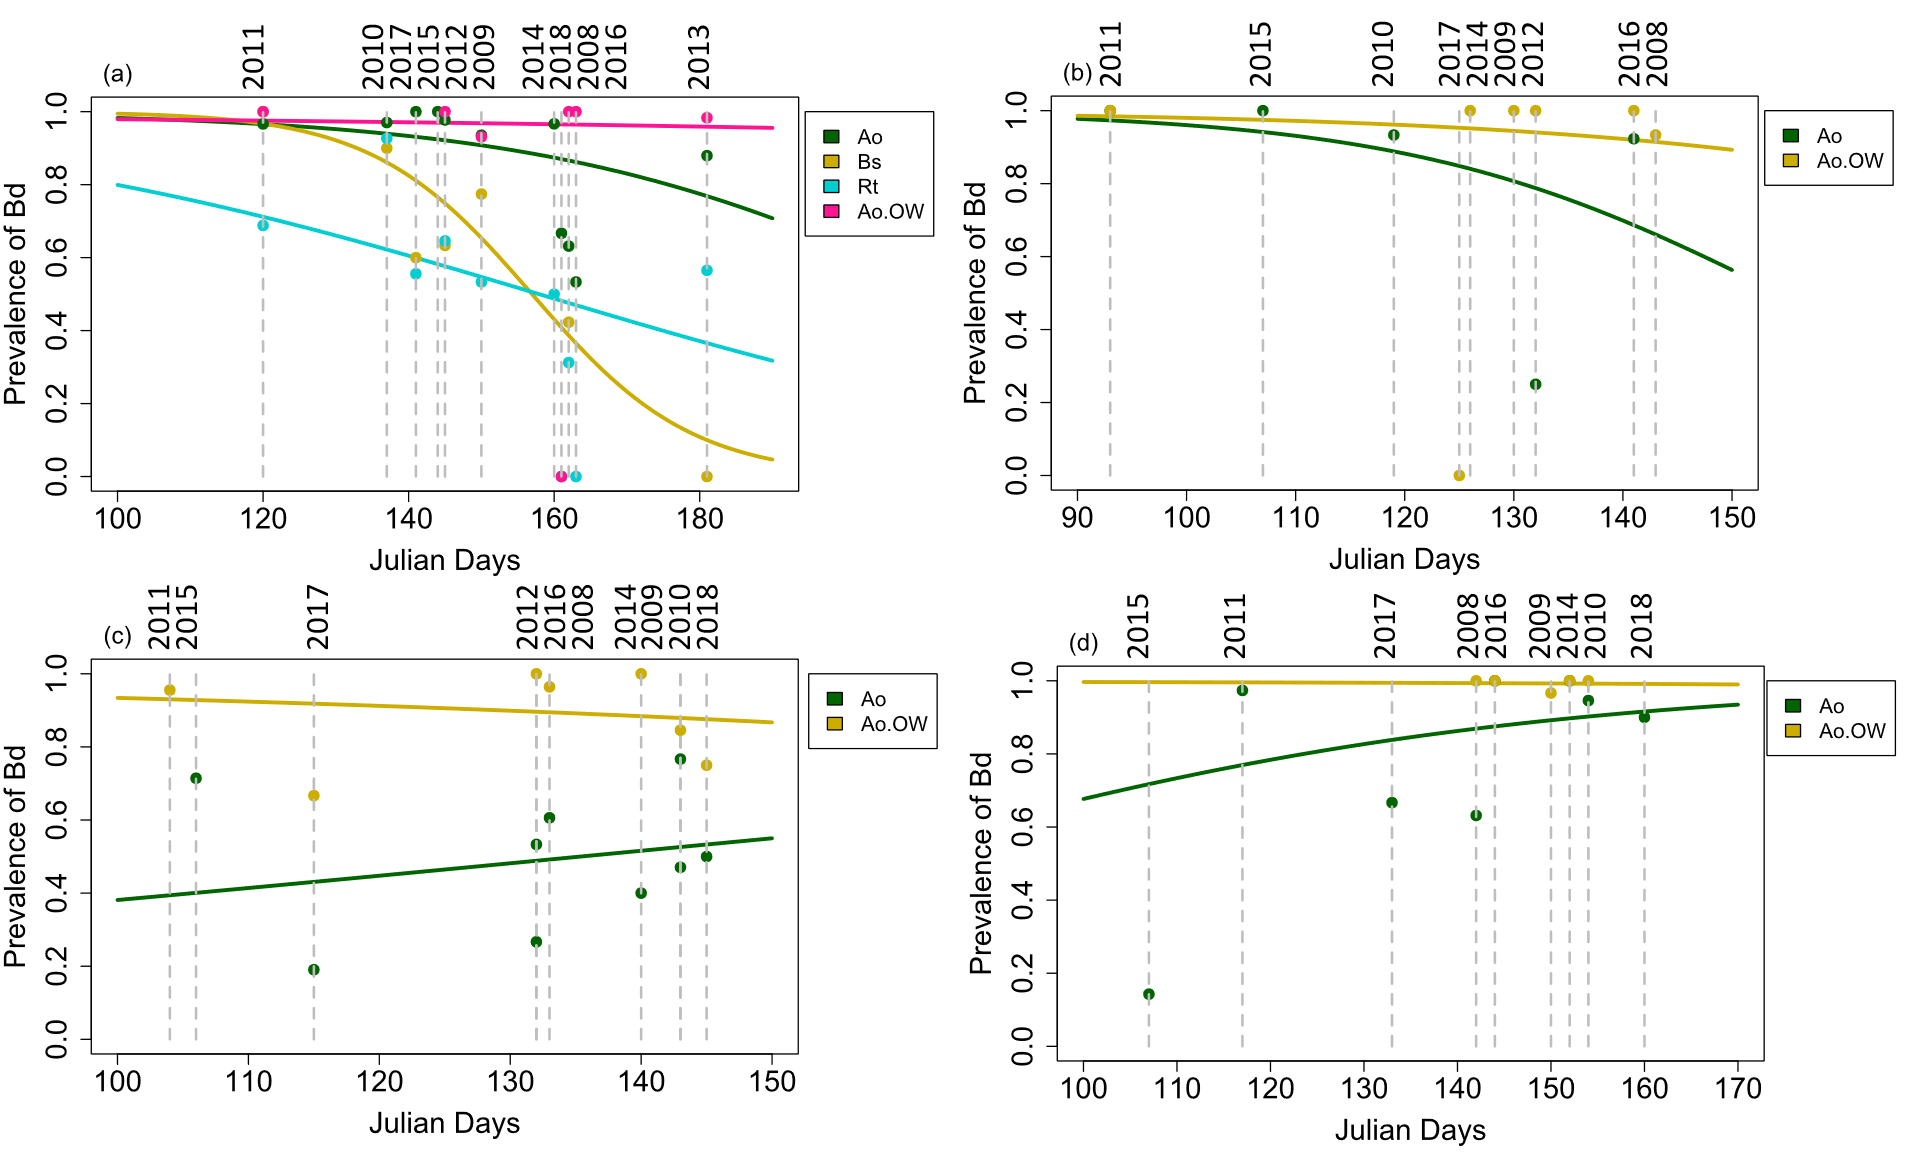 (a)
2011 2010 2017 2015 2012 2009 2014 2018 2008 2016 2013
Prevalence of Bd
0.0 0.2 0.4 0.6 0.8 1.0
100 120 140 160 180
Julian Days
Ao
Bs
Rt
Ao.OW
(b)
2011 2015 2010 2017 2014 2009 2012 2016 2008
Prevalence of Bd
0.0 0.2 0.4 0.6 0.8 1.0
90 100 110 120 130 140 150
Julian Days
Ao
Ao.OW
(c)
2011 2015 2017 2012 2016 2008 2014 2009 2010 2018
Prevalence of Bd
0.0 0.2 0.4 0.6 0.8 1.0
100 110 120 130 140 150
Julian Days
Ao
Ao.OW
(d)
2015 2011 2017 2008 2016 2009 2014 2010 2018
Prevalence of Bd
0.0 0.2 0.4 0.6 0.8 1.0
100 110 120 130 140 150 160 170
Julian Days
Ao
Ao.OW